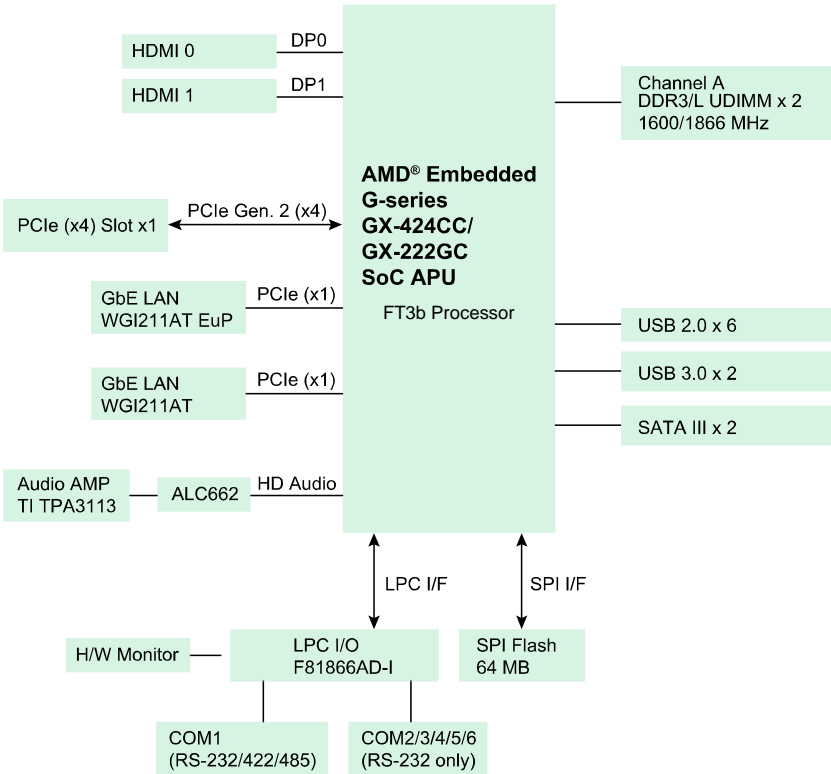 HDMI 0
DP0
HDMI 1
DP1
Channel A
DDR3/L UDIMM x 2
1600/1866 MHz
AMD® Embedded
G-series
GX-424CC/
GX-222GC
SoC APU
FT3b Processor
PCIe (x4) Slot x1
PCIe Gen. 2 (x4)
GbE LAN
WGI211AT EuP
PCIe (x1)
GbE LAN
WGI211AT
PCIe (x1)
USB 2.0 x 6
USB 3.0 x 2
SATA III x 2
Audio AMP
TI TPA3113
ALC662
HD Audio
LPC I/F
SPI I/F
H/W Monitor
LPC I/O
F81866AD-I
SPI Flash
64 MB
COM1
(RS-232/422/485)
COM2/3/4/5/6
(RS-232 only)